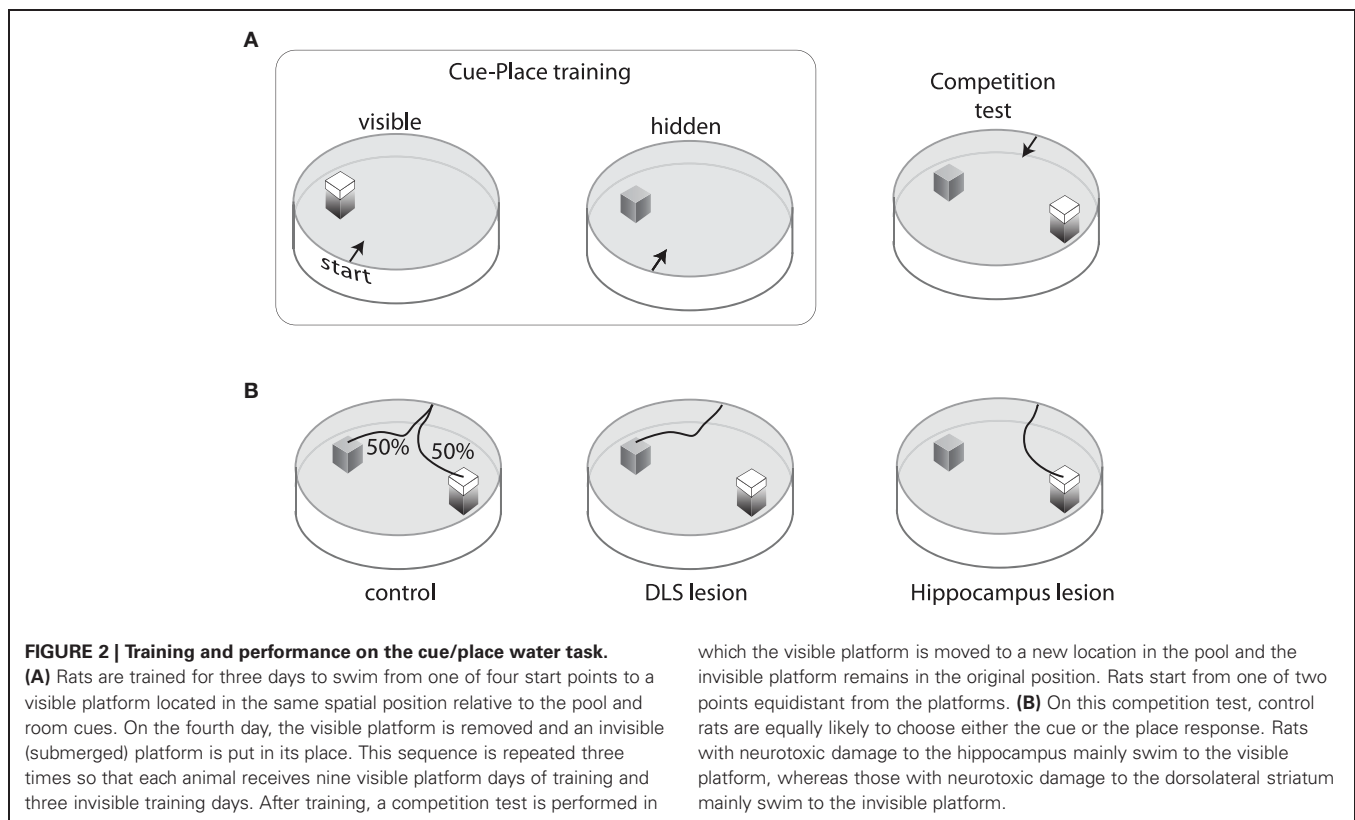 A
Cue-Place training
visible
hidden
Competition
test
start
B
50%
50%
control
DLS lesion
Hippocampus lesion
FIGURE 2 | Training and performance on the cue/place water task.
(A) Rats are trained for three days to swim from one of four start points to a
visible platform located in the same spatial position relative to the pool and
room cues. On the fourth day, the visible platform is removed and an invisible
(submerged) platform is put in its place. This sequence is repeated three
times so that each animal receives nine visible platform days of training and
three invisible training days. After training, a competition test is performed in
which the visible platform is moved to a new location in the pool and the
invisible platform remains in the original position. Rats start from one of two
points equidistant from the platforms. (B) On this competition test, control
rats are equally likely to choose either the cue or the place response. Rats
with neurotoxic damage to the hippocampus mainly swim to the visible
platform, whereas those with neurotoxic damage to the dorsolateral striatum
mainly swim to the invisible platform.